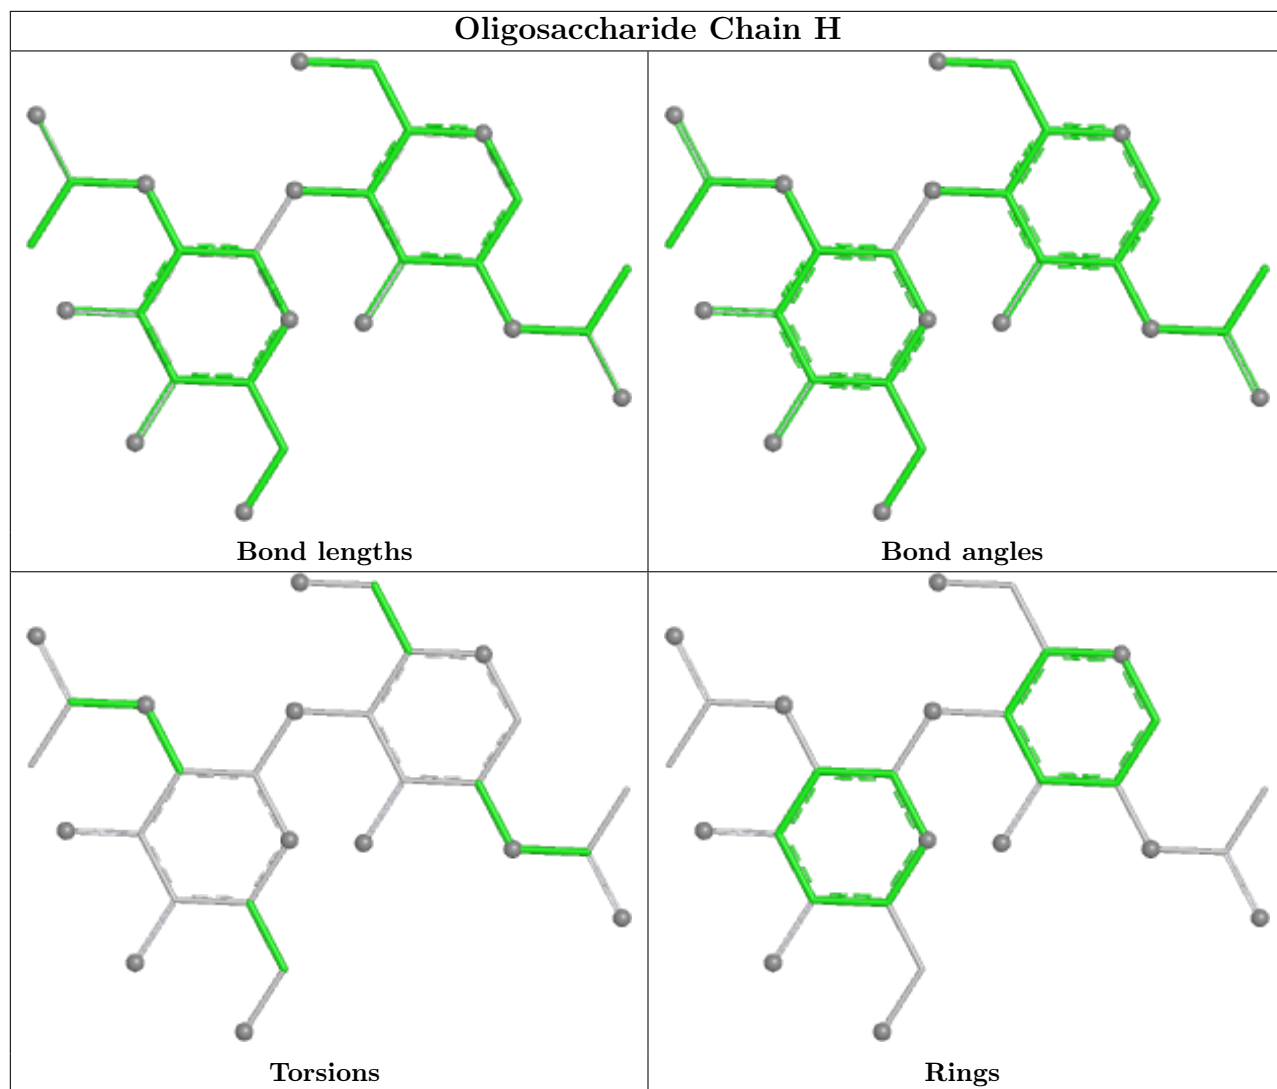 Oligosaccharide Chain H
Bond lengths
Bond angles
Torsions
Rings